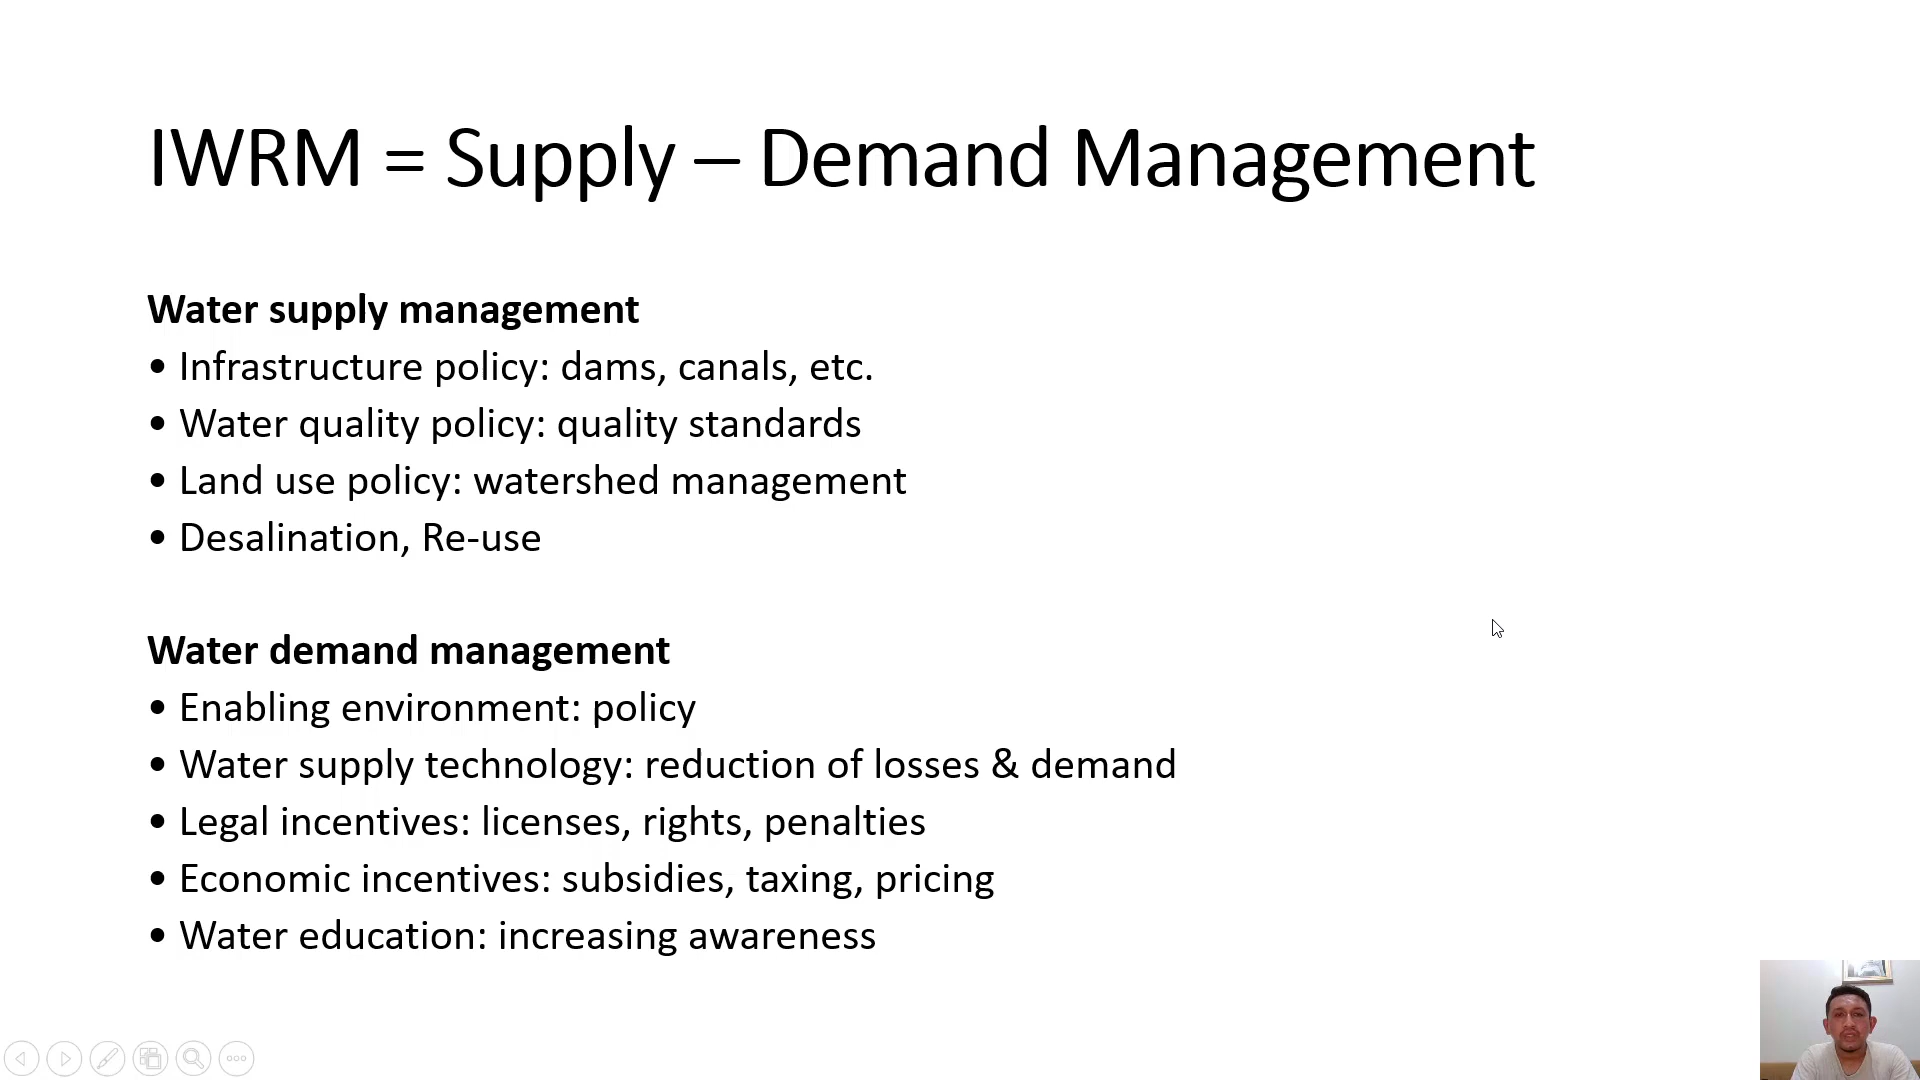 IWRM = Supply – Demand Management
Water supply management
• Infrastructure policy: dams, canals, etc.
• Water quality policy: quality standards
• Land use policy: watershed management
• Desalination, Re-use
Water demand management
• Enabling environment: policy
• Water supply technology: reduction of losses & demand
• Legal incentives: licenses, rights, penalties
• Economic incentives: subsidies, taxing, pricing
• Water education: increasing awareness